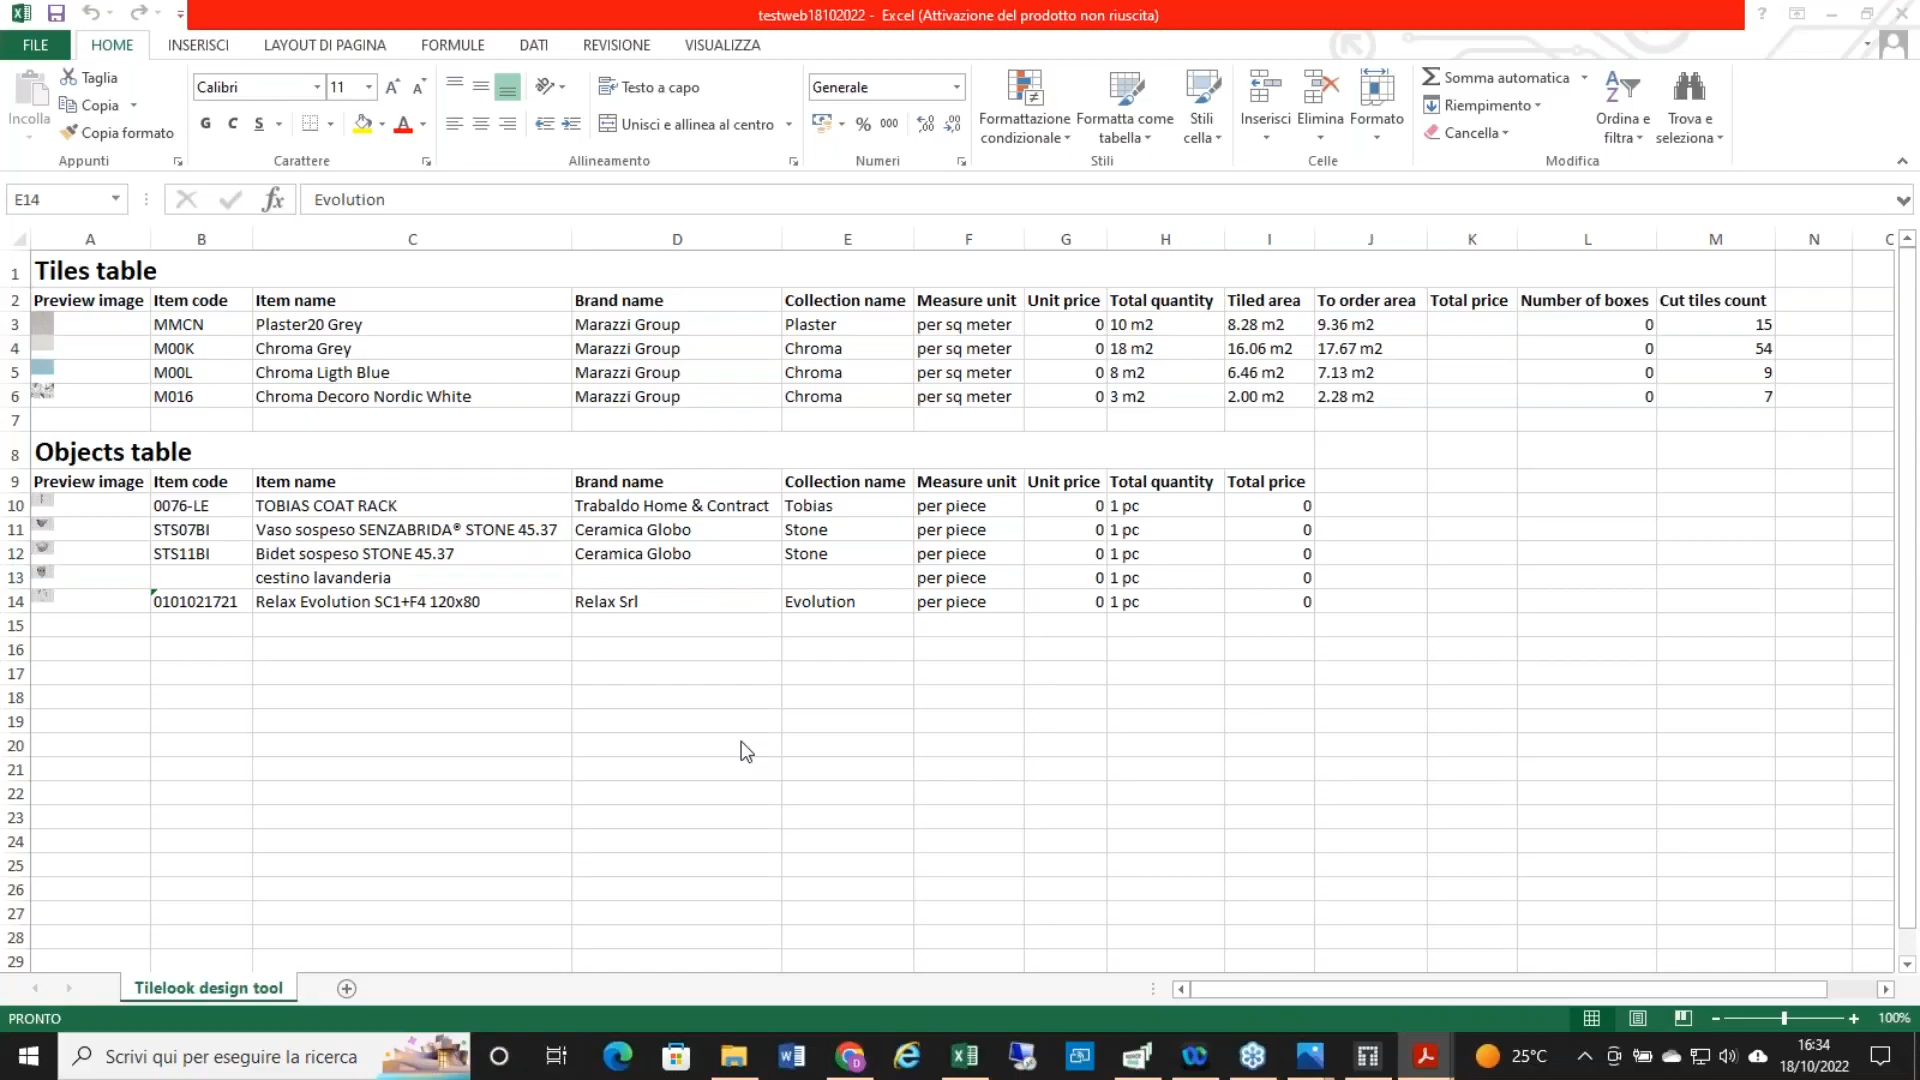 testweb18102022 - Excel (Attivazione del prodotto non riuscita)
FILE HOME INSERISCI LAYOUT DI PAGINA FORMULE DATI REVISIONE VISUALIZZA
Incolla Taglia Copia Copia formato
Calibri 11
G C S
Testo a capo
Unisci e allinea al centro
Generale
% 000
Formattazione condizionale Formatta come tabella Stili cella
Inserisci Elimina Formato
Somma automatica Riempimento Cancella
Ordina e filtra Trova e seleziona
Appunti Carattere Allineamento Numeri Stili Celle Modifica
E14 fx Evolution
A B C D E F G H I J K L M N C
1 Tiles table
2 Preview image Item code Item name Brand name Collection name Measure unit Unit price Total quantity Tiled area To order area Total price Number of boxes Cut tiles count
3 MMCN Plaster20 Grey Marazzi Group Plaster per sq meter 0 10 m2 8.28 m2 9.36 m2 0 15
4 M00K Chroma Grey Marazzi Group Chroma per sq meter 0 18 m2 16.06 m2 17.67 m2 0 54
5 M00L Chroma Ligth Blue Marazzi Group Chroma per sq meter 0 8 m2 6.46 m2 7.13 m2 0 9
6 M016 Chroma Decoro Nordic White Marazzi Group Chroma per sq meter 0 3 m2 2.00 m2 2.28 m2 0 7
7
8 Objects table
9 Preview image Item code Item name Brand name Collection name Measure unit Unit price Total quantity Total price
10 0076-LE TOBIAS COAT RACK Trabaldo Home & Contract Tobias per piece 0 1 pc 0
11 STS07BI Vaso sospeso SENZABRIDA® STONE 45.37 Ceramica Globo Stone per piece 0 1 pc 0
12 STS11BI Bidet sospeso STONE 45.37 Ceramica Globo Stone per piece 0 1 pc 0
13 cestino lavanderia per piece 0 1 pc 0
14 0101021721 Relax Evolution SC1+F4 120x80 Relax Srl Evolution per piece 0 1 pc 0
15
16
17
18
19
20
21
22
23
24
25
26
27
28
29
Tilelook design tool
PRONTO 100%
Scrivi qui per eseguire la ricerca 25°C 16:34
18/10/2022